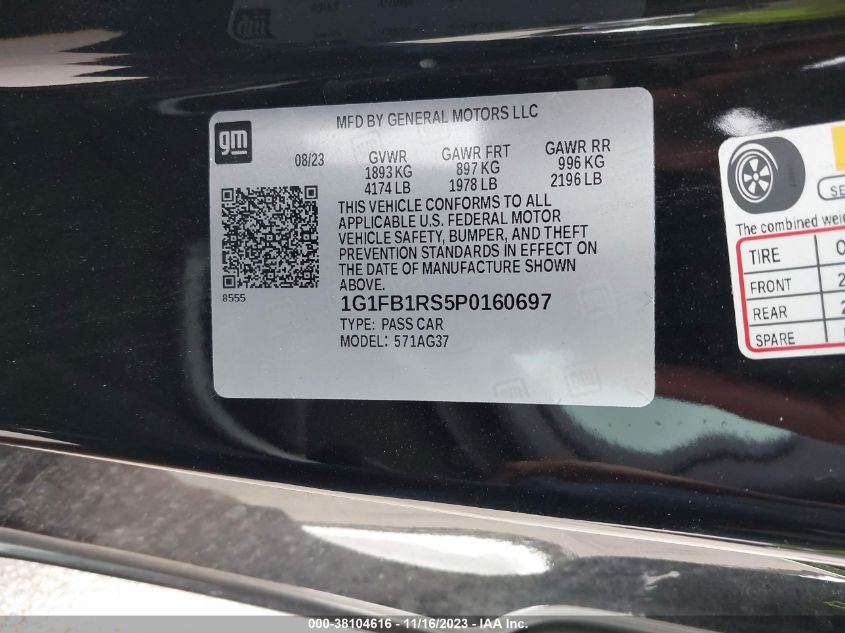 MFD BY GENERAL MOTORS LLC
gm
08/23 GVWR GAWR FRT GAWR RR
1893 KG 897 KG 996 KG
4174 LB 1978 LB 2196 LB
THIS VEHICLE CONFORMS TO ALL
APPLICABLE U.S. FEDERAL MOTOR
VEHICLE SAFETY, BUMPER, AND THEFT
PREVENTION STANDARDS IN EFFECT ON
THE DATE OF MANUFACTURE SHOWN
ABOVE.
8555
1G1FB1RS5P0160697
TYPE: PASS CAR
MODEL: 571AG37
The combined
TIRE
FRONT
REAR
SPARE
000-38104616 - 11/16/2023 - © IAA, Inc.